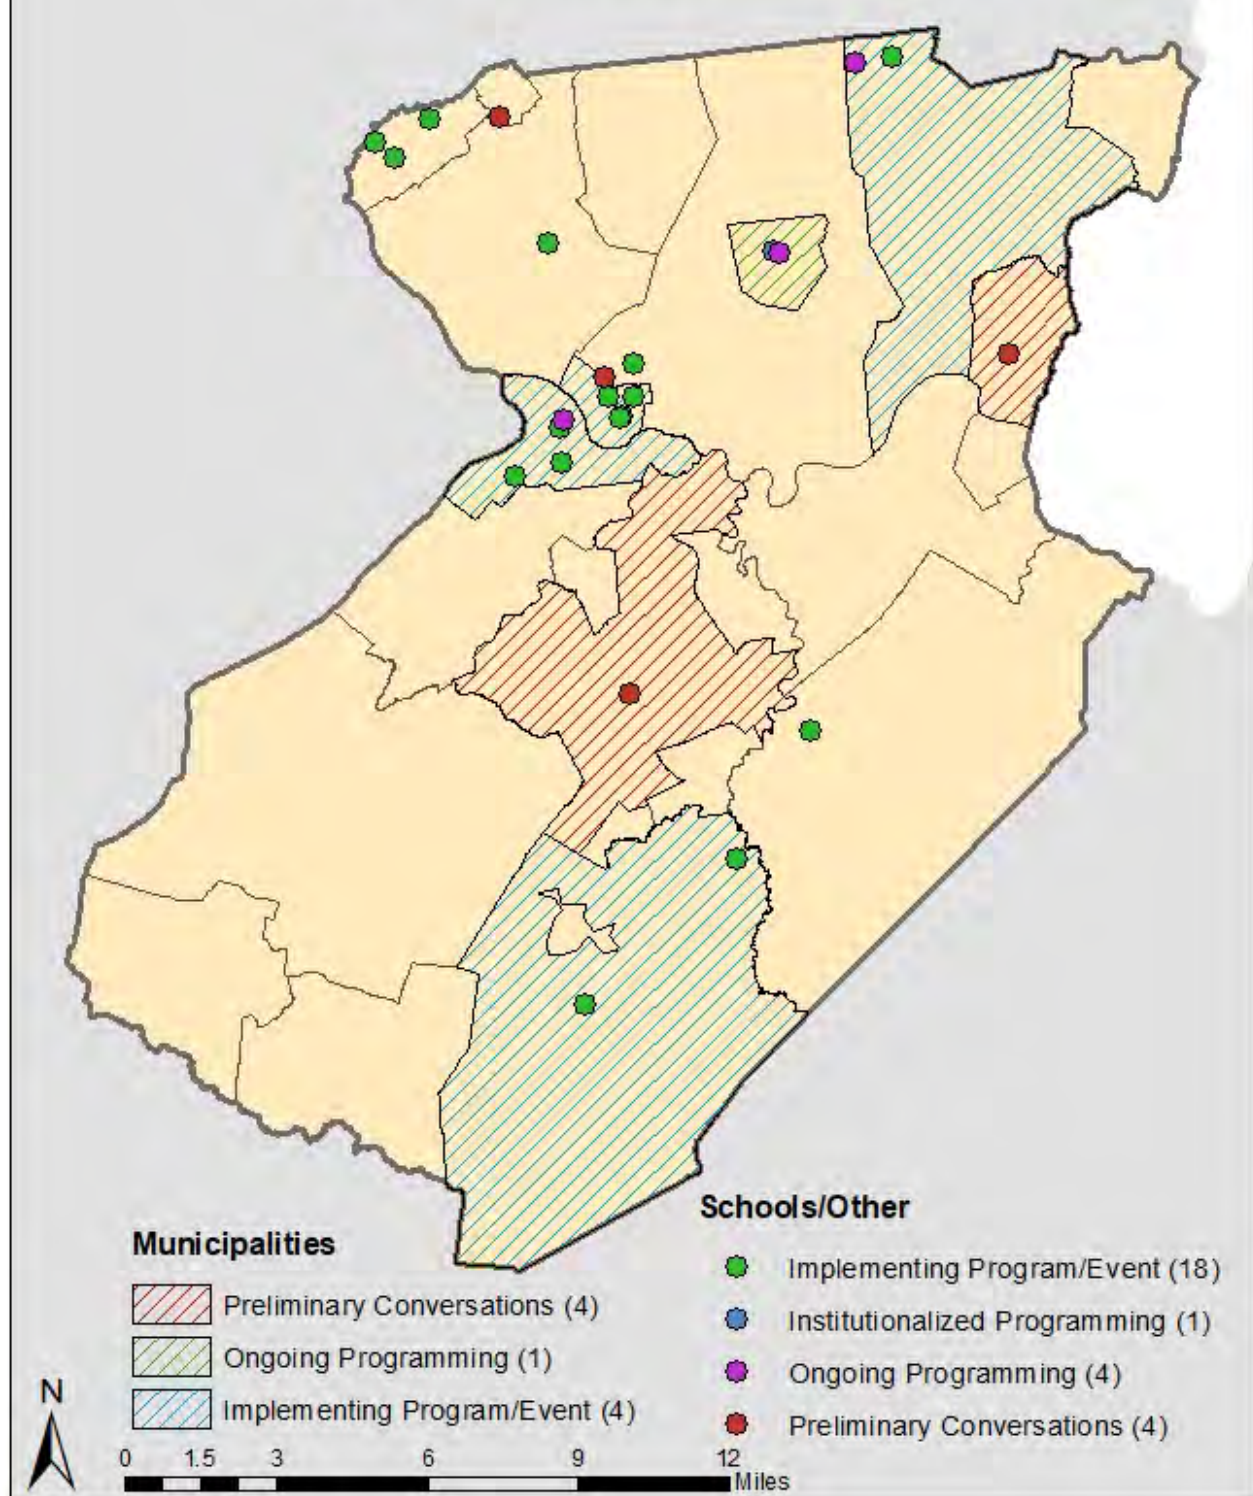 Municipalities
Preliminary Conversations (4)
Ongoing Programming (1)
Implementing Program/Event (4)
Schools/Other
Implementing Program/Event (18)
Institutionalized Programming (1)
Ongoing Programming (4)
Preliminary Conversations (4)
N
0 1.5 3 6 9 12
Miles